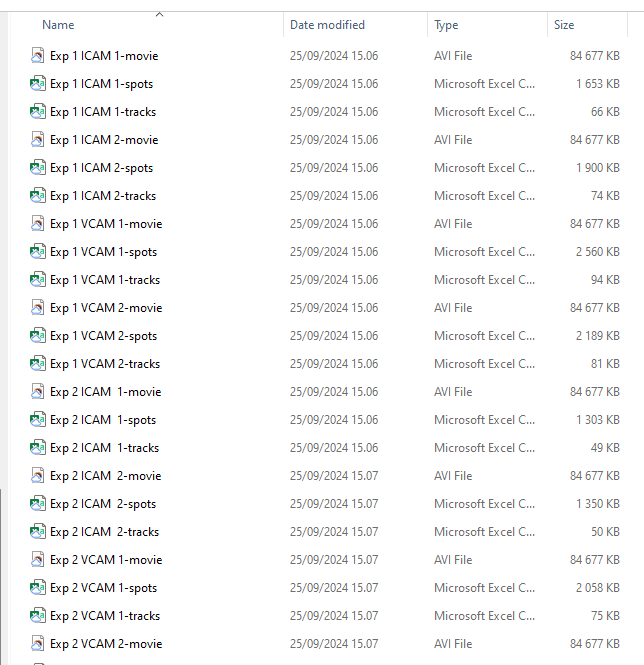 Name Date modified Type Size
Exp 1 ICAM 1-movie 25/09/2024 15.06 AVI File 84 677 KB
Exp 1 ICAM 1-spots 25/09/2024 15.06 Microsoft Excel C... 1 653 KB
Exp 1 ICAM 1-tracks 25/09/2024 15.06 Microsoft Excel C... 66 KB
Exp 1 ICAM 2-movie 25/09/2024 15.06 AVI File 84 677 KB
Exp 1 ICAM 2-spots 25/09/2024 15.06 Microsoft Excel C... 1 900 KB
Exp 1 ICAM 2-tracks 25/09/2024 15.06 Microsoft Excel C... 74 KB
Exp 1 VCAM 1-movie 25/09/2024 15.06 AVI File 84 677 KB
Exp 1 VCAM 1-spots 25/09/2024 15.06 Microsoft Excel C... 2 560 KB
Exp 1 VCAM 1-tracks 25/09/2024 15.06 Microsoft Excel C... 94 KB
Exp 1 VCAM 2-movie 25/09/2024 15.06 AVI File 84 677 KB
Exp 1 VCAM 2-spots 25/09/2024 15.06 Microsoft Excel C... 2 189 KB
Exp 1 VCAM 2-tracks 25/09/2024 15.06 Microsoft Excel C... 81 KB
Exp 2 ICAM  1-movie 25/09/2024 15.06 AVI File 84 677 KB
Exp 2 ICAM  1-spots 25/09/2024 15.06 Microsoft Excel C... 1 303 KB
Exp 2 ICAM  1-tracks 25/09/2024 15.06 Microsoft Excel C... 49 KB
Exp 2 ICAM  2-movie 25/09/2024 15.07 AVI File 84 677 KB
Exp 2 ICAM  2-spots 25/09/2024 15.07 Microsoft Excel C... 1 350 KB
Exp 2 ICAM  2-tracks 25/09/2024 15.07 Microsoft Excel C... 50 KB
Exp 2 VCAM 1-movie 25/09/2024 15.07 AVI File 84 677 KB
Exp 2 VCAM 1-spots 25/09/2024 15.07 Microsoft Excel C... 2 058 KB
Exp 2 VCAM 1-tracks 25/09/2024 15.07 Microsoft Excel C... 75 KB
Exp 2 VCAM 2-movie 25/09/2024 15.07 AVI File 84 677 KB